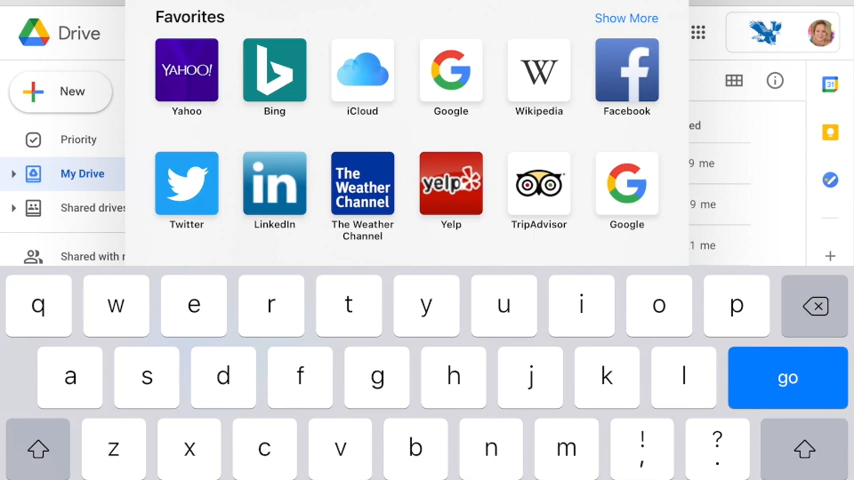 Favorites
Show More
Drive
YAHOO!
W
f
Yahoo
Bing
iCloud
Google
Wikipedia
Facebook
New
Priority
My Drive
Shared drives
ed
9 me
9 me
1 me
31
in
The
Weather
Channel
yelp
Twitter
LinkedIn
The Weather
Channel
Yelp
TripAdvisor
Google
q w e r t y u i o p
a s d f g h j k l go
z x c v b n m ! , ? .